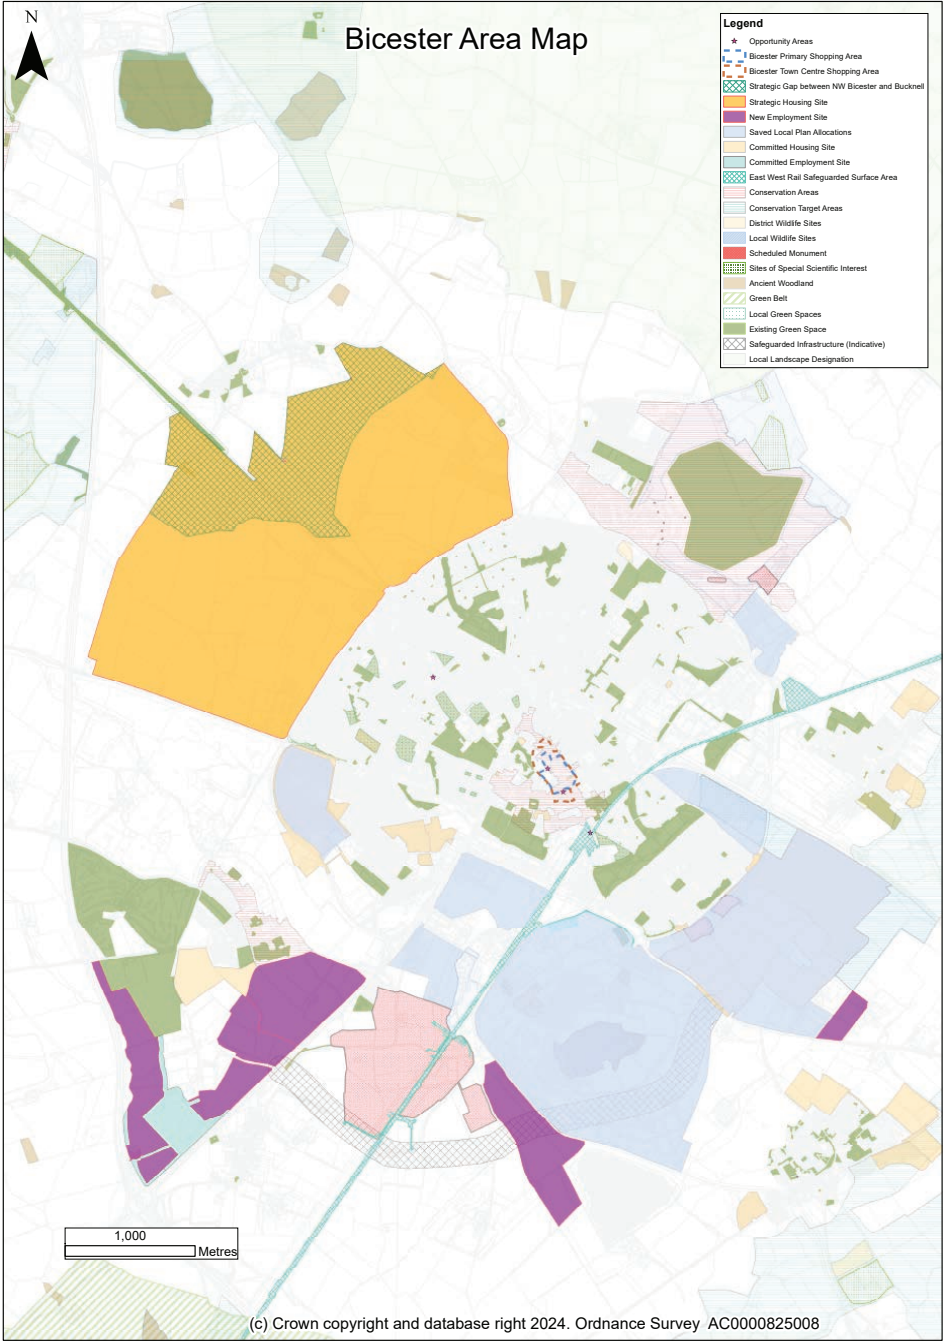 N
Bicester Area Map
Legend
Opportunity Areas
Bicester Primary Shopping Area
Bicester Town Centre Shopping Area
Strategic Gap between NW Bicester and Bucknell
Strategic Housing Site
New Employment Site
Saved Local Plan Allocations
Committed Housing Site
Committed Employment Site
East West Rail Safeguarded Surface Area
Conservation Areas
Conservation Target Areas
District Wildlife Sites
Local Wildlife Sites
Scheduled Monument
Sites of Special Scientific Interest
Ancient Woodland
Green Belt
Local Green Spaces
Existing Green Space
Safeguarded Infrastructure (Indicative)
Local Landscape Designation
1,000
Metres
(c) Crown copyright and database right 2024. Ordnance Survey AC0000825008